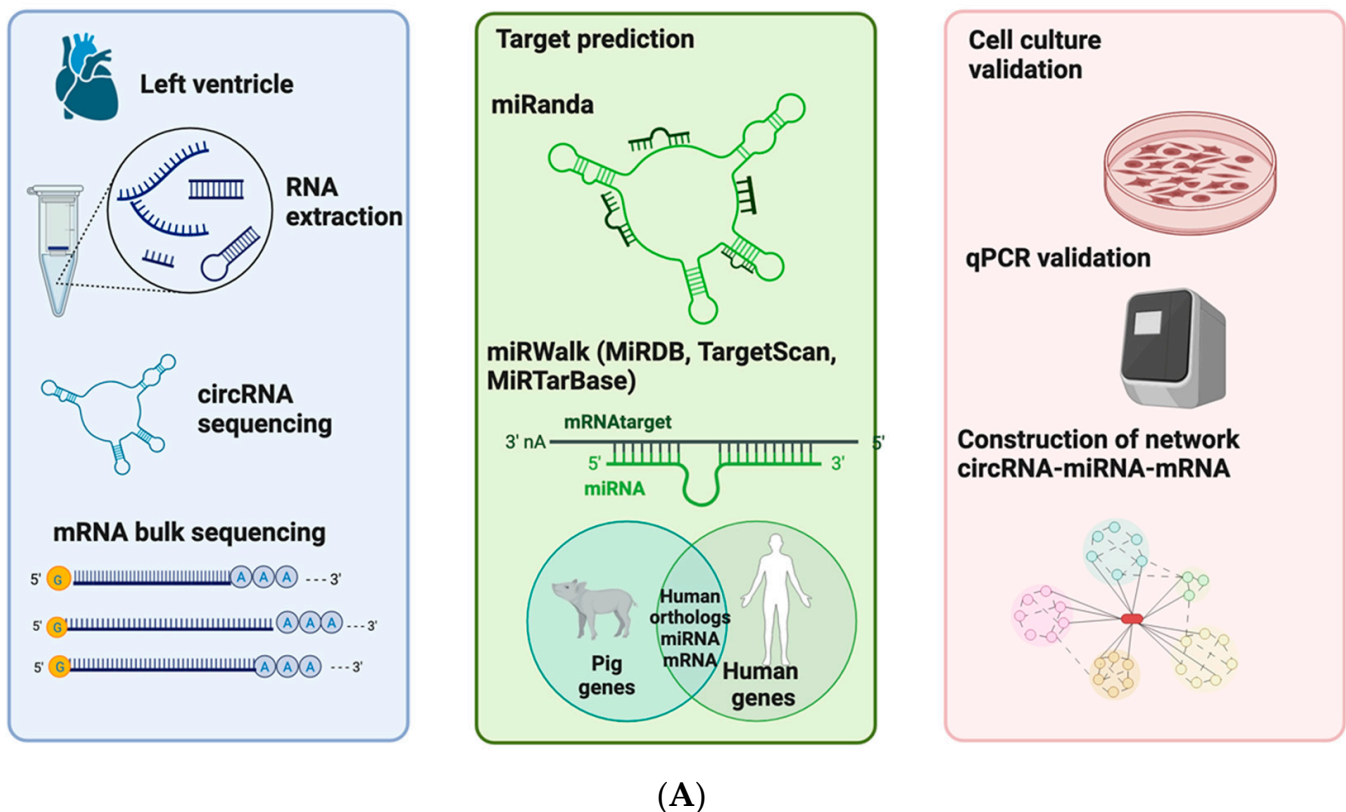 Left ventricle
RNA
extraction
circRNA
sequencing
mRNA bulk sequencing
5' G A A A --- 3'
5' G A A A --- 3'
5' G A A A --- 3'
Target prediction
miRanda
miRWalk (MiRDB, TargetScan,
MiRTarBase)
mRNAtarget
3' nA 5'
5' 3'
miRNA
Human
orthologs
miRNA
mRNA
Pig
genes
Human
genes
Cell culture
validation
qPCR validation
Construction of network
circRNA-miRNA-mRNA
(A)